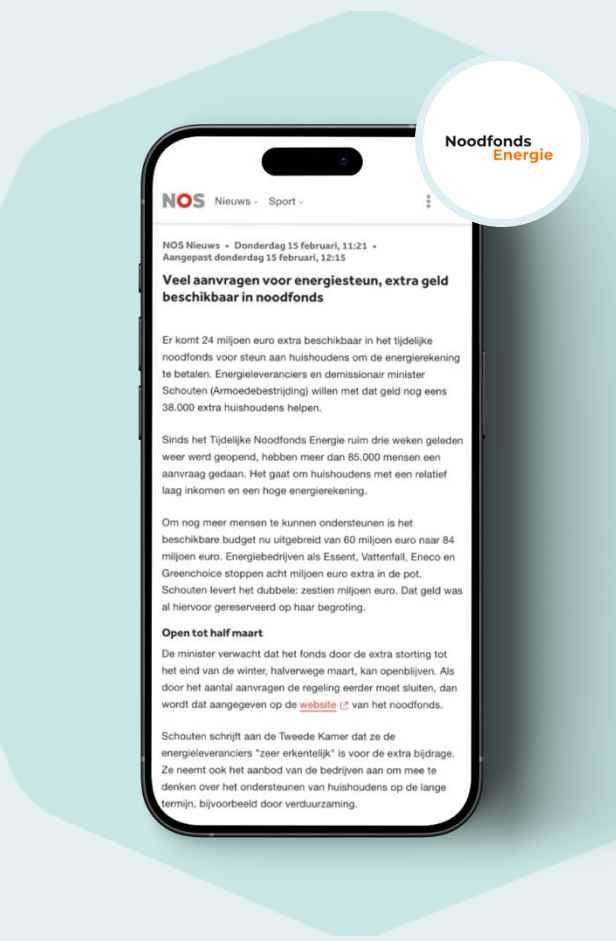 Noodfonds
Energie
NOS Nieuws Sport
NOS Nieuws • Donderdag 15 februari, 11:21 •
Aangepast donderdag 15 februari, 12:15
Veel aanvragen voor energiesteun, extra geld
beschikbaar in noodfonds
Er komt 24 miljoen euro extra beschikbaar in het tijdelijke
noodfonds voor steun aan huishoudens om de energierekening
te betalen. Energieleveranciers en demissionair minister
Schouten (Armoedebestrijding) willen met dat geld nog eens
38.000 extra huishoudens helpen.
Sinds het Tijdelijke Noodfonds Energie ruim drie weken geleden
weer werd geopend, hebben meer dan 85.000 mensen een
aanvraag gedaan. Het gaat om huishoudens met een relatief
laag inkomen en een hoge energierekening.
Om nog meer mensen te kunnen ondersteunen is het
beschikbare budget nu uitgebreid van 60 miljoen euro naar 84
miljoen euro. Energiebedrijven als Essent, Vattenfall, Eneco en
Greenchoice stoppen acht miljoen euro extra in de pot.
Schouten levert het dubbele: zestien miljoen euro. Dat geld was
al hiervoor gereserveerd op haar begroting.
Open tot half maart
De minister verwacht dat het fonds door de extra storting tot
het eind van de winter, halverwege maart, kan openblijven. Als
door het aantal aanvragen de regeling eerder moet sluiten, dan
wordt dat aangegeven op de website van het noodfonds.
Schouten schrijft aan de Tweede Kamer dat ze de
energieleveranciers "zeer erkentelijk" is voor de extra bijdrage.
Ze neemt ook het aanbod van de bedrijven aan om mee te
denken over het ondersteunen van huishoudens op de lange
termijn, bijvoorbeeld door verduurzaming.